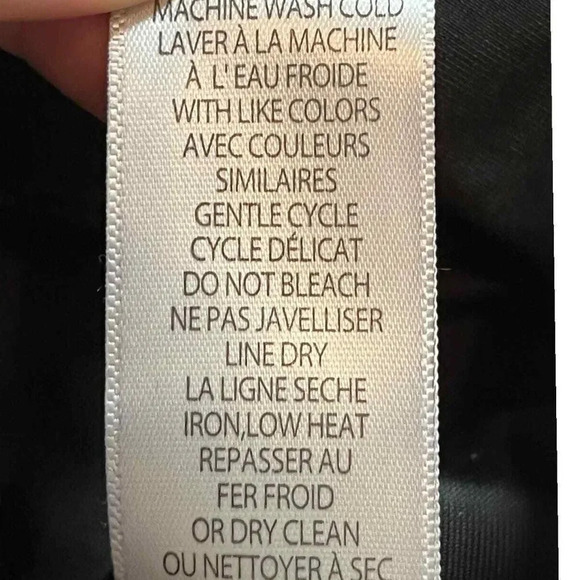 MACHINE WASH COLD
LAVER À LA MACHINE
À L'EAU FROIDE
WITH LIKE COLORS
AVEC COULEURS
SIMILAIRES
GENTLE CYCLE
CYCLE DÉLICAT
DO NOT BLEACH
NE PAS JAVELLISER
LINE DRY
LA LIGNE SECHE
IRON,LOW HEAT
REPASSER AU
FER FROID
OR DRY CLEAN
OU NETTOYER À SEC